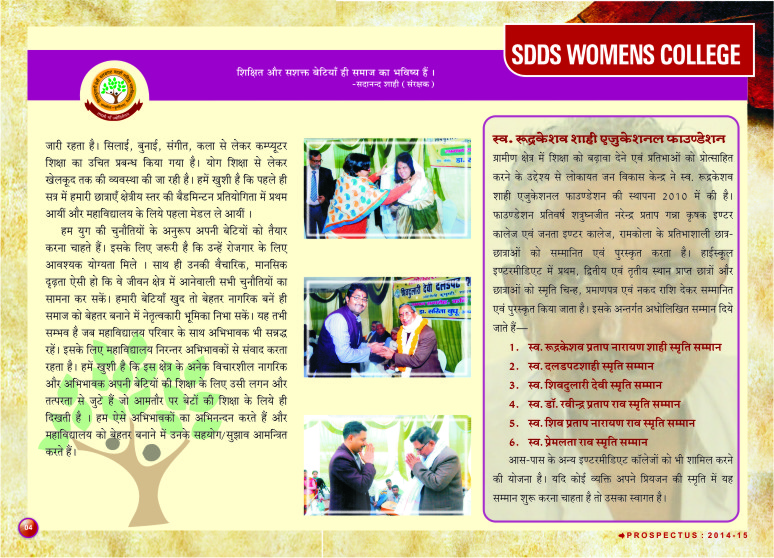 SDDS WOMENS COLLEGE
शिक्षित और सशक्त बेटियाँ ही समाज का भविष्य हैं ।
-सदानन्द शाही ( संरक्षक )
जारी रहता है। सिलाई, बुनाई, संगीत, कला से लेकर कम्प्यूटर
शिक्षा का उचित प्रबन्ध किया गया है। योग शिक्षा से लेकर
खेलकूद तक की व्यवस्था की जा रही है। हमें खुशी है कि पहले ही
सत्र में हमारी छात्राएँ क्षेत्रीय स्तर की बैडमिन्टन प्रतियोगिता में प्रथम
आयीं और महाविद्यालय के लिये पहला मेडल ले आयीं ।
हम युग की चुनौतियों के अनुरूप अपनी बेटियों को तैयार
करना चाहते हैं। इसके लिए जरूरी है कि उन्हें रोजगार के लिए
आवश्यक योग्यता मिले । साथ ही उनकी वैचारिक, मानसिक
दृढ़ता ऐसी हो कि वे जीवन क्षेत्र में आनेवाली सभी चुनौतियों का
सामना कर सकें। हमारी बेटियाँ खुद तो बेहतर नागरिक बनें ही
समाज को बेहतर बनाने में नेतृत्वकारी भूमिका निभा सकें। यह तभी
सम्भव है जब महाविद्यालय परिवार के साथ अभिभावक भी सन्नद्ध
रहें। इसके लिए महाविद्यालय निरन्तर अभिभावकों से संवाद करता
रहता है। हमें खुशी है कि इस क्षेत्र के अनेक विचारशील नागरिक
और अभिभावक अपनी बेटियों की शिक्षा के लिए उसी लगन और
तत्परता से जुटे हैं जो आमतौर पर बेटों की शिक्षा के लिये ही
दिखती है । हम ऐसे अभिभावकों का अभिनन्दन करते हैं और
महाविद्यालय को बेहतर बनाने में उनके सहयोग/सुझाव आमन्त्रित
करते हैं।
शिवदुलारी देवी दलडपट
डा. सरिता बुधू
स्व. रूद्रकेशव शाही एजुकेशनल फाउण्डेशन
ग्रामीण क्षेत्र में शिक्षा को बढ़ावा देने एवं प्रतिभाओं को प्रोत्साहित
करने के उद्देश्य से लोकायत जन विकास केन्द्र ने स्व. रूद्रकेशव
शाही एजुकेशनल फाउण्डेशन की स्थापना 2010 में की है।
फाउण्डेशन प्रतिवर्ष शत्रुघ्नजीत नरेन्द्र प्रताप गन्ना कृषक इण्टर
कालेज एवं जनता इण्टर कालेज, रामकोला के प्रतिभाशाली छात्र-
छात्राओं को सम्मानित एवं पुरस्कृत करता है। हाईस्कूल
इण्टरमीडिएट में प्रथम, द्वितीय एवं तृतीय स्थान प्राप्त छात्रों और
छात्राओं को स्मृति चिन्ह, प्रमाणपत्र एवं नकद राशि देकर सम्मानित
एवं पुरस्कृत किया जाता है। इसके अन्तर्गत अधोलिखित सम्मान दिये
जाते हैं—
1. स्व. रूद्रकेशव प्रताप नारायण शाही स्मृति सम्मान
2. स्व. दलडपटशाही स्मृति सम्मान
3. स्व. शिवदुलारी देवी स्मृति सम्मान
4. स्व. डॉ. रवीन्द्र प्रताप राव स्मृति सम्मान
5. स्व. शिव प्रताप नारायण राव स्मृति सम्मान
6. स्व. प्रेमलता राव स्मृति सम्मान
आस-पास के अन्य इण्टरमीडिएट कॉलेजों को भी शामिल करने
की योजना है। यदि कोई व्यक्ति अपने प्रियजन की स्मृति में यह
सम्मान शुरू करना चाहता है तो उसका स्वागत है।
04
PROSPECTUS : 2014-15